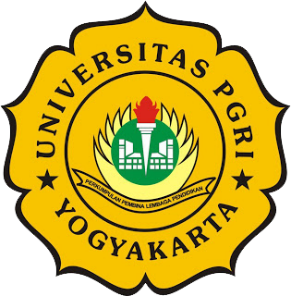 UNIVERSITAS PGRI
PERKUMPULAN PEMBINA LEMBAGA PENDIDIKAN
YOGYAKARTA